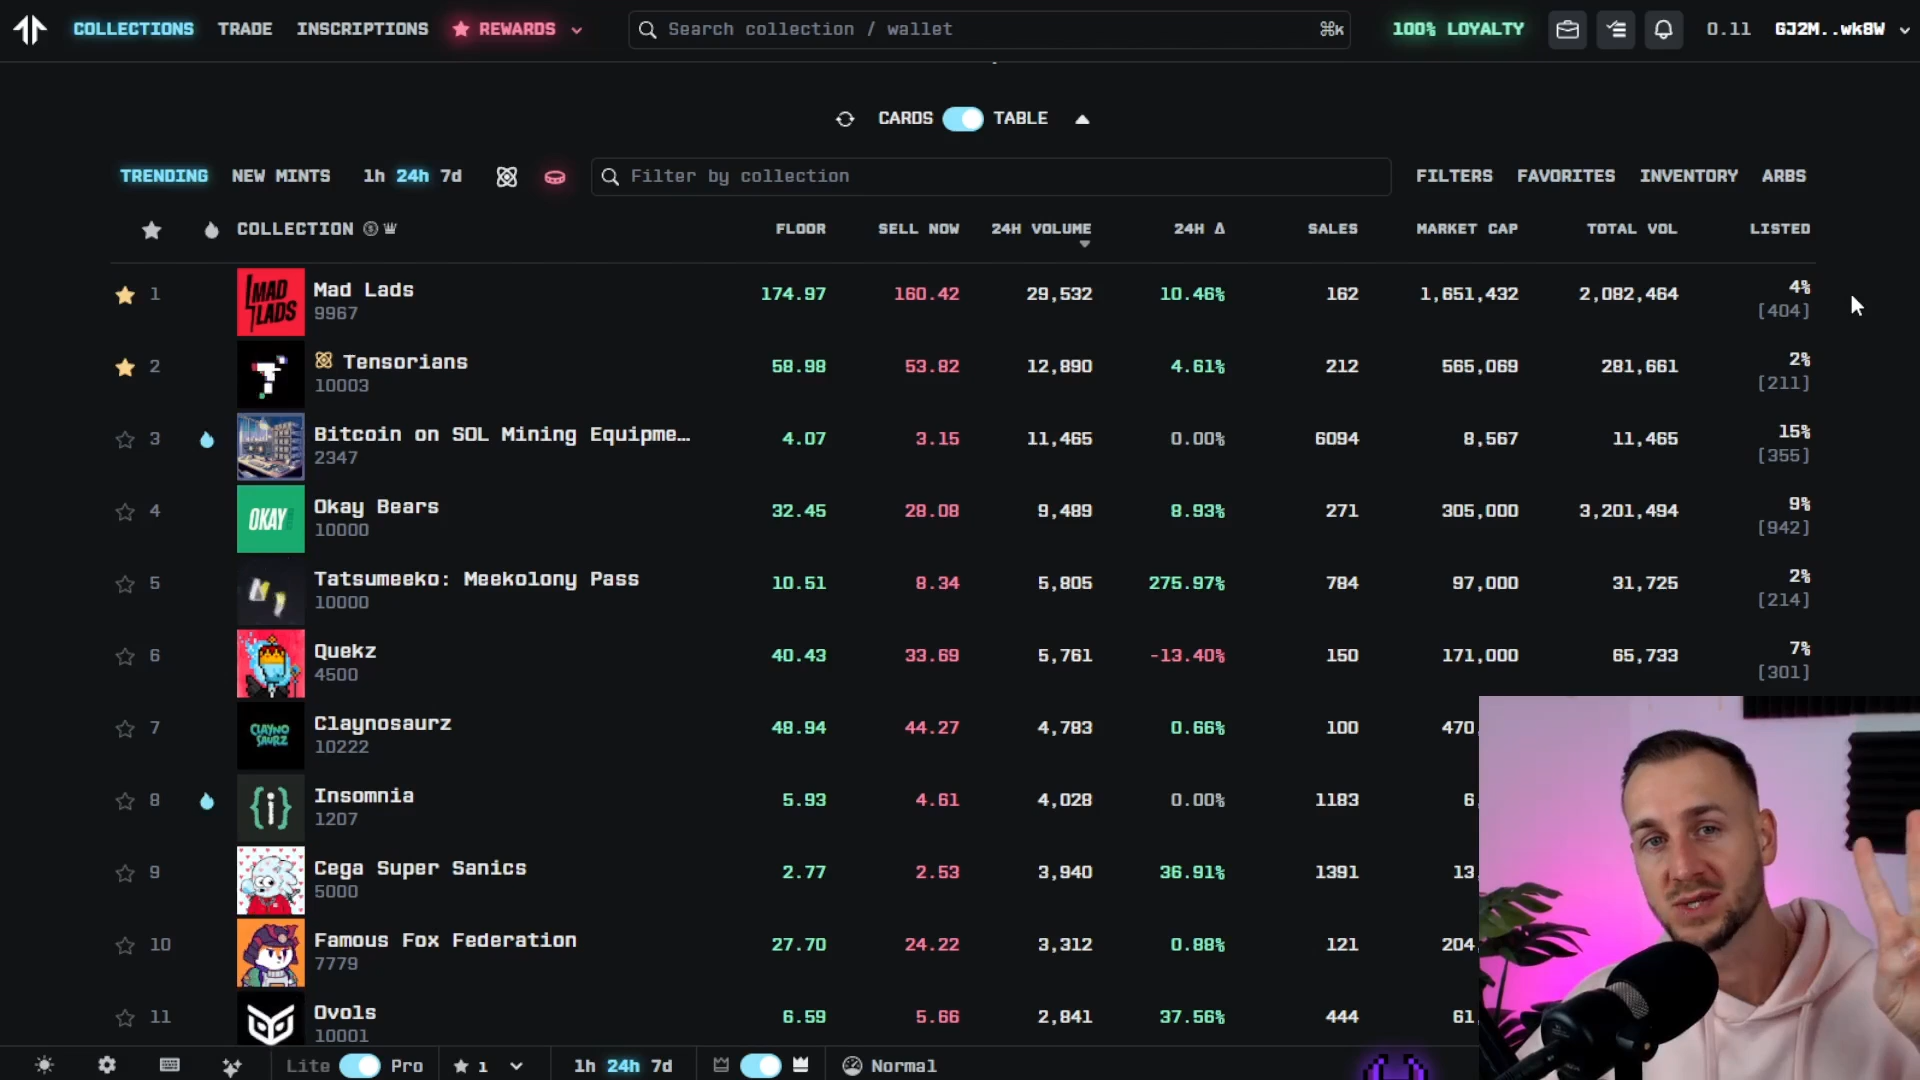 COLLECTIONS TRADE INSCRIPTIONS REWARDS Search collection / wallet ⌘K 100% LOYALTY 0.11 GJ2M..wk8W
CARDS TABLE
TRENDING NEW MINTS 1h 24h 7d Filter by collection FILTERS FAVORITES INVENTORY ARBS
COLLECTION FLOOR SELL NOW 24H VOLUME 24H Δ SALES MARKET CAP TOTAL VOL LISTED
1 MAD LADS Mad Lads 174.97 160.42 29,532 10.46% 162 1,651,432 2,082,464 4%
9967 [404]
2 Tensorians 58.98 53.82 12,890 4.61% 212 565,069 281,661 2%
10003 [211]
3 Bitcoin on SOL Mining Equipme… 4.07 3.15 11,465 0.00% 6094 8,567 11,465 15%
2347 [355]
4 OKAY Okay Bears 32.45 28.08 9,489 8.93% 271 305,000 3,201,494 9%
10000 [942]
5 Tatsumeeko: Meekolony Pass 10.51 8.34 5,805 275.97% 784 97,000 31,725 2%
10000 [214]
6 Quekz 40.43 33.69 5,761 -13.40% 150 171,000 65,733 7%
4500 [301]
7 CLAYNO SAURZ Claynosaurz 48.94 44.27 4,783 0.66% 100 470,
10222
8 {i} Insomnia 5.93 4.61 4,028 0.00% 1183 6,
1207
9 Cega Super Sanics 2.77 2.53 3,940 36.91% 1391 13,
5000
10 Famous Fox Federation 27.70 24.22 3,312 0.88% 121 204,
7779
11 Ovols 6.59 5.66 2,841 37.56% 444 61,
10001
Lite Pro 1 1h 24h 7d Normal